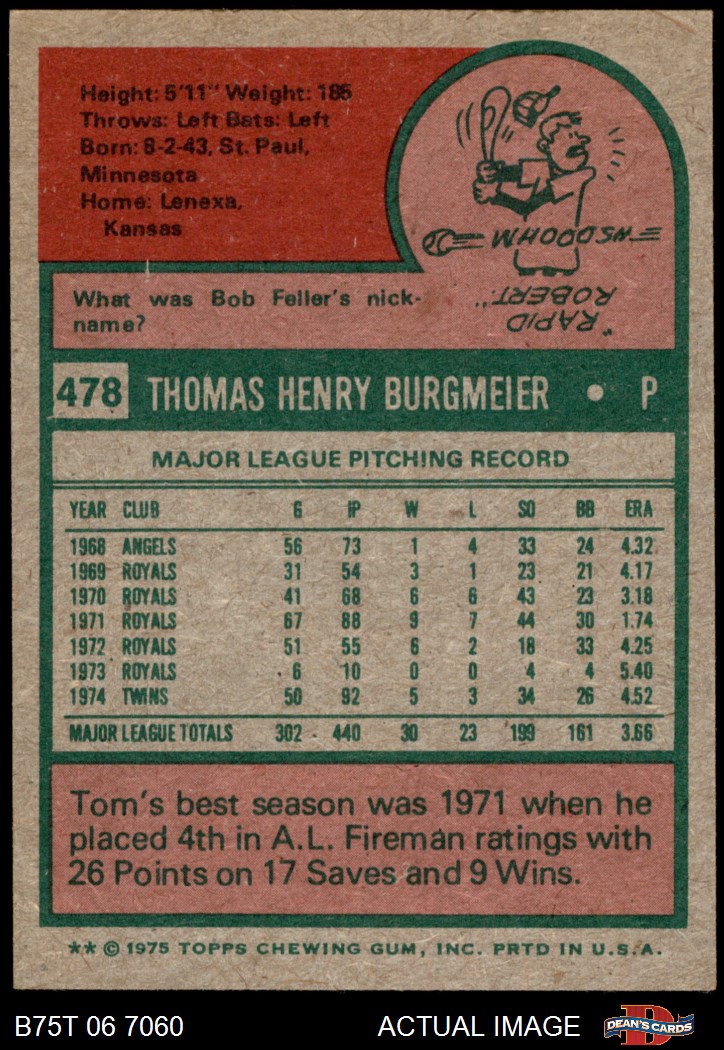 Height: 5'11" Weight: 185
Throws: Left Bats: Left
Born: 8-2-43, St. Paul,
Minnesota
Home: Lenexa,
Kansas
What was Bob Feller's nick-
name?
WHOOOSH
"RAPID
ROBERT".
478 THOMAS HENRY BURGMEIER • P
MAJOR LEAGUE PITCHING RECORD
YEAR CLUB G IP W L SO BB ERA
1968 ANGELS 56 73 1 4 33 24 4.32
1969 ROYALS 31 54 3 1 23 21 4.17
1970 ROYALS 41 68 6 6 43 23 3.18
1971 ROYALS 67 88 9 7 44 30 1.74
1972 ROYALS 51 55 6 2 18 33 4.25
1973 ROYALS 6 10 0 0 4 4 5.40
1974 TWINS 50 92 5 3 34 26 4.52
MAJOR LEAGUE TOTALS 302 440 30 23 199 161 3.66
Tom's best season was 1971 when he
placed 4th in A.L. Fireman ratings with
26 Points on 17 Saves and 9 Wins.
** © 1975 TOPPS CHEWING GUM, INC. PRTD IN U.S.A.
B75T 06 7060 ACTUAL IMAGE
D
DEAN'S CARDS